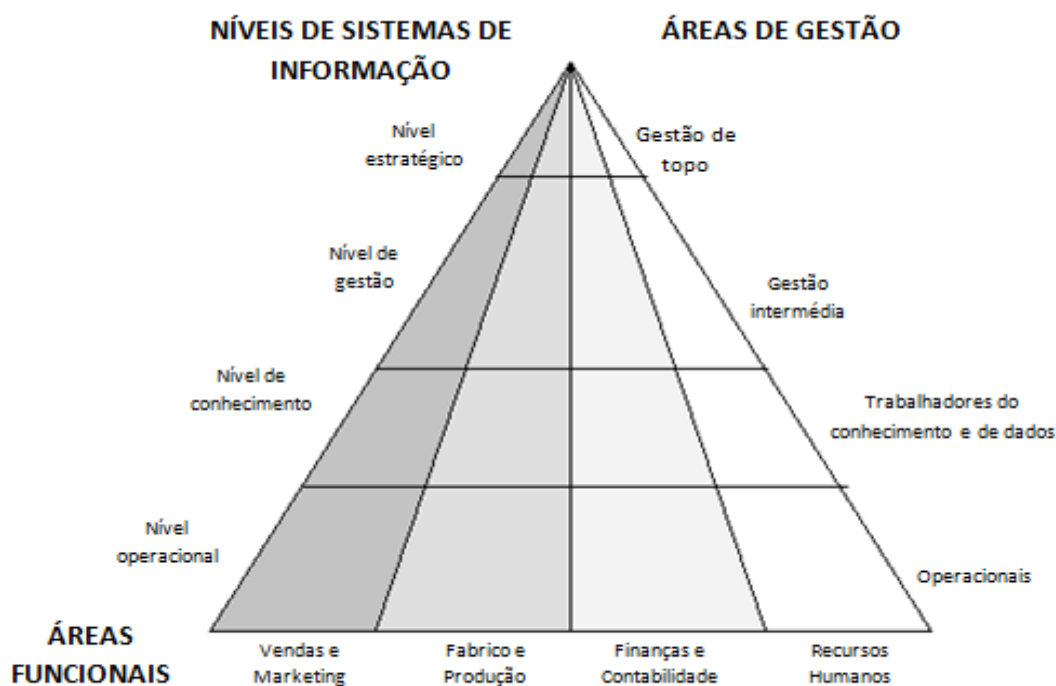 NÍVEIS DE SISTEMAS DE
INFORMAÇÃO
ÁREAS DE GESTÃO
Nível
estratégico
Gestão de
topo
Nível de
gestão
Gestão
intermédia
Nível de
conhecimento
Trabalhadores do
conhecimento e de dados
Nível
operacional
Operacionais
ÁREAS
FUNCIONAIS
Vendas e
Marketing
Fabrico e
Produção
Finanças e
Contabilidade
Recursos
Humanos